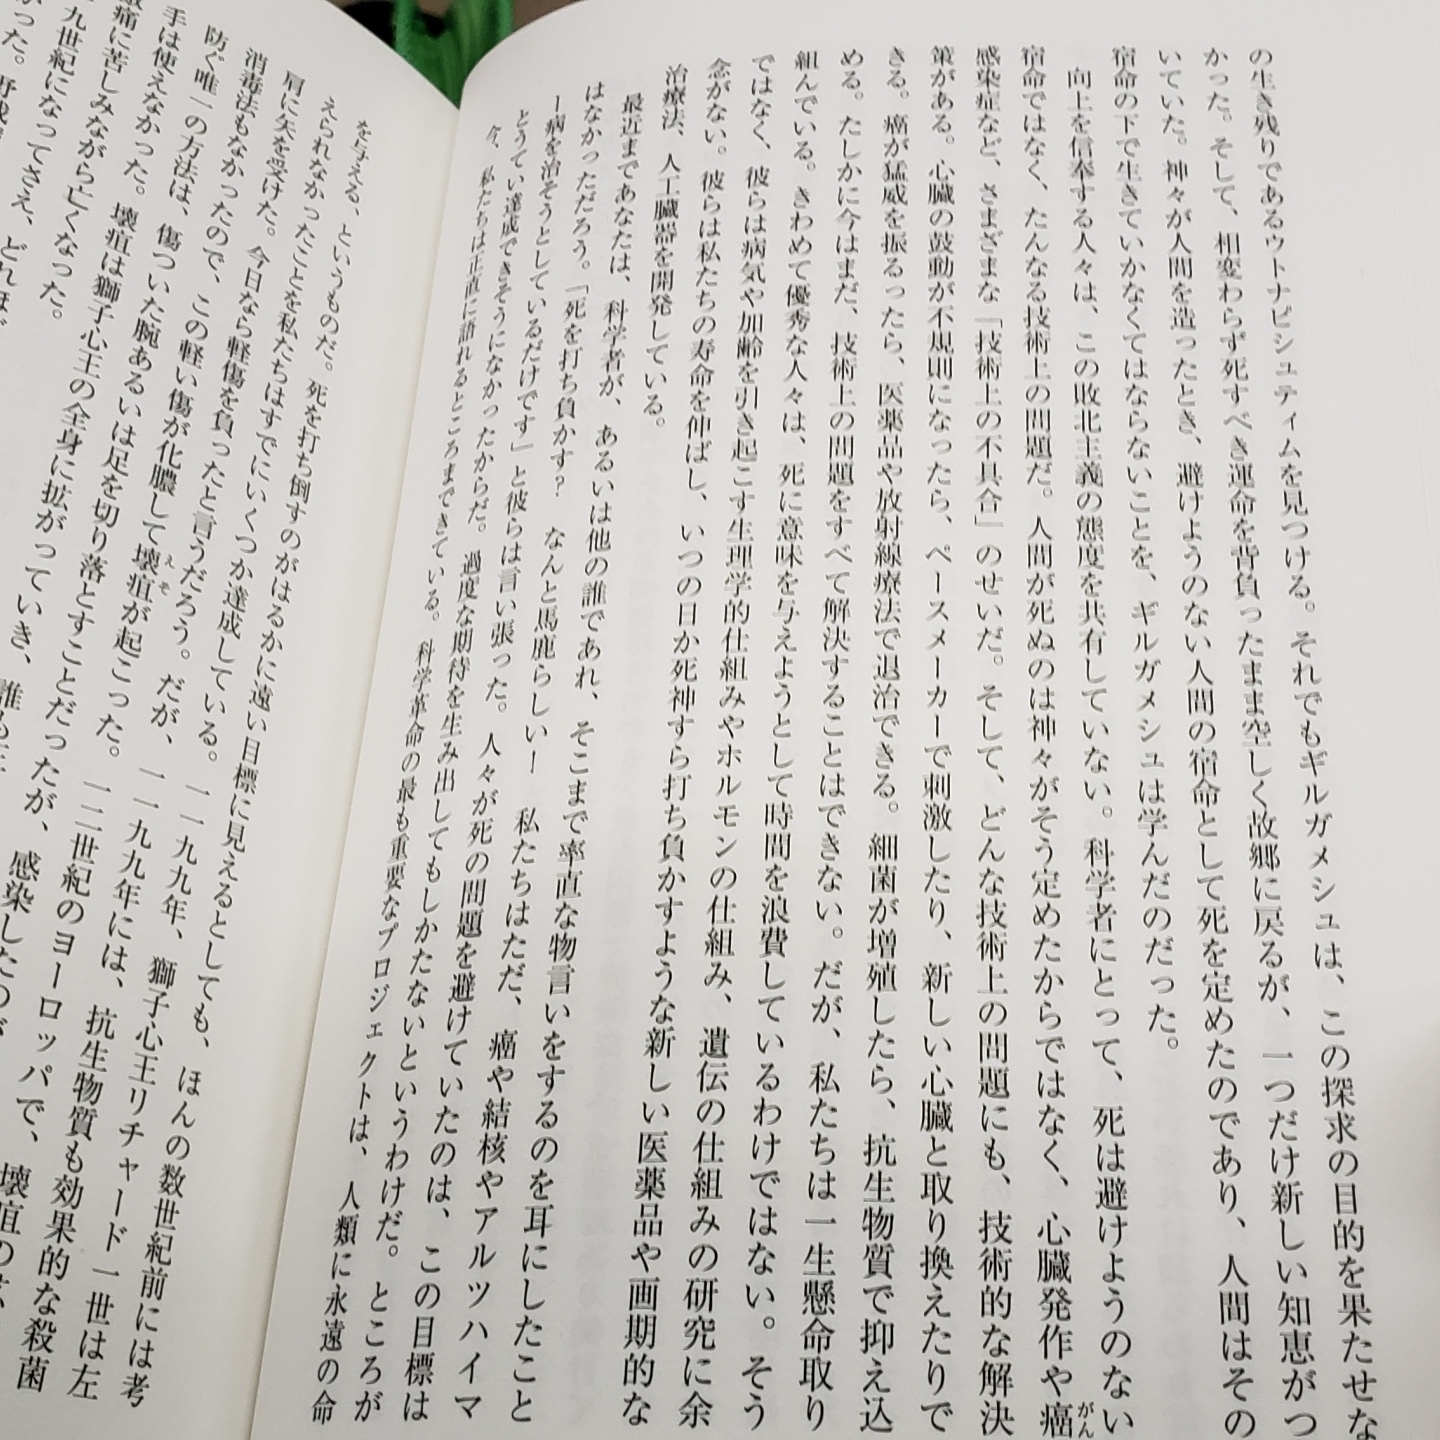 の生き残りであるウトナピシュティムを見つける。それでもギルガメシュは、この探求の目的を果たせな
かった。そして、相変わらず死すべき運命を背負ったまま空しく故郷に戻るが、一つだけ新しい知恵がつ
いていた。神々が人間を造ったとき、避けようのない人間の宿命として死を定めたのであり、人間はその
宿命の下で生きていかなくてはならないことを、ギルガメシュは学んだのだった。
向上を信奉する人々は、この敗北主義の態度を共有していない。科学者にとって、死は避けようのない
宿命ではなく、たんなる技術上の問題だ。人間が死ぬのは神々がそう定めたからではなく、心臓発作や癌がん
感染症など、さまざまな「技術上の不具合」のせいだ。そして、どんな技術上の問題にも、技術的な解決
策がある。心臓の鼓動が不規則になったら、ペースメーカーで刺激したり、新しい心臓と取り換えたりで
きる。癌が猛威を振るったら、医薬品や放射線療法で退治できる。細菌が増殖したら、抗生物質で抑え込
める。たしかに今はまだ、技術上の問題をすべて解決することはできない。だが、私たちは一生懸命取り
組んでいる。きわめて優秀な人々は、死に意味を与えようとして時間を浪費しているわけではない。そう
ではなく、彼らは病気や加齢を引き起こす生理学的仕組みやホルモンの仕組み、遺伝の仕組みの研究に余
念がない。彼らは私たちの寿命を伸ばし、いつの日か死神すら打ち負かすような新しい医薬品や画期的な
治療法、人工臓器を開発している。
最近まであなたは、科学者が、あるいは他の誰であれ、そこまで率直な物言いをするのを耳にしたこと
はなかっただろう。「死を打ち負かす？　なんと馬鹿らしい！　私たちはただ、癌や結核やアルツハイマ
ー病を治そうとしているだけです」と彼らは言い張った。人々が死の問題を避けていたのは、この目標は
とうてい達成できそうになかったからだ。過度な期待を生み出してもしかたないというわけだ。ところが
今、私たちは正直に語れるところまできている。科学革命の最も重要なプロジェクトは、人類に永遠の命
を与える、というものだ。死を打ち倒すのがはるかに遠い目標に見えるとしても、ほんの数世紀前には考
えられなかったことを私たちはすでにいくつか達成している。一一九九年、獅子心王リチャード一世は左
肩に矢を受けた。今日なら軽傷を負ったと言うだろう。だが、一一九九年には、抗生物質も効果的な殺菌
消毒法もなかったので、この軽い傷が化膿して壊疽えそが起こった。一二世紀のヨーロッパで、壊疽の
防ぐ唯一の方法は、傷ついた腕あるいは足を切り落とすことだったが、感染したのが
手は使えなかった。壊疽は獅子心王の全身に拡がっていき、誰も
痛に苦しみながら亡くなった。
九世紀になってさえ、どれほど
った。野戦